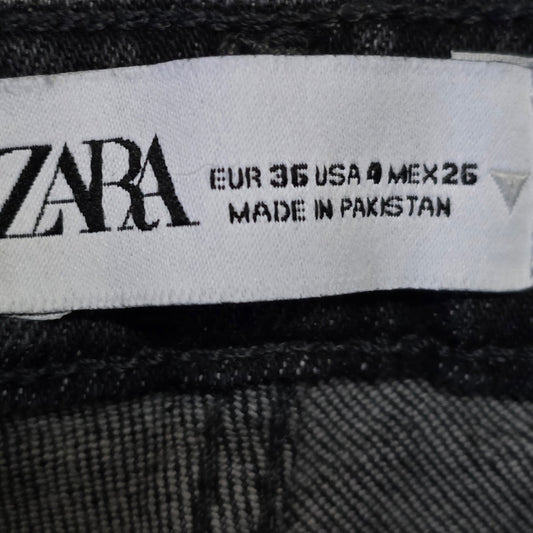 ZARA
EUR 36 USA 4 MEX 26
MADE IN PAKISTAN